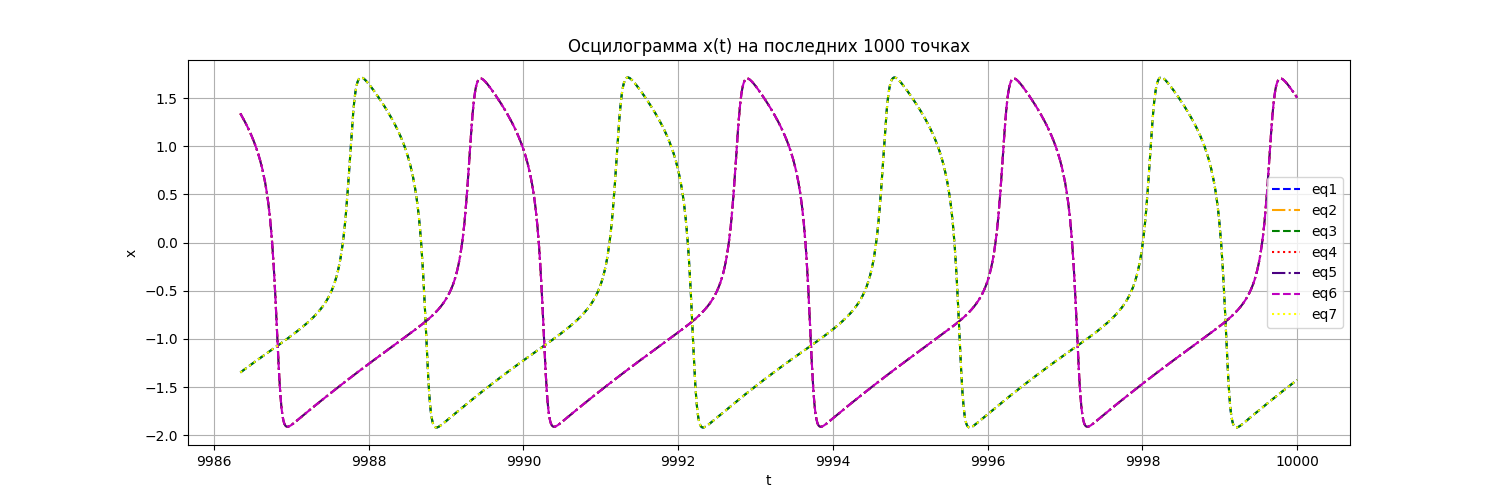 Осцилограмма x(t) на последних 1000 точках
1.5
1.0
0.5
0.0
−0.5
−1.0
−1.5
−2.0
x
eq1
eq2
eq3
eq4
eq5
eq6
eq7
9986
9988
9990
9992
9994
9996
9998
10000
t